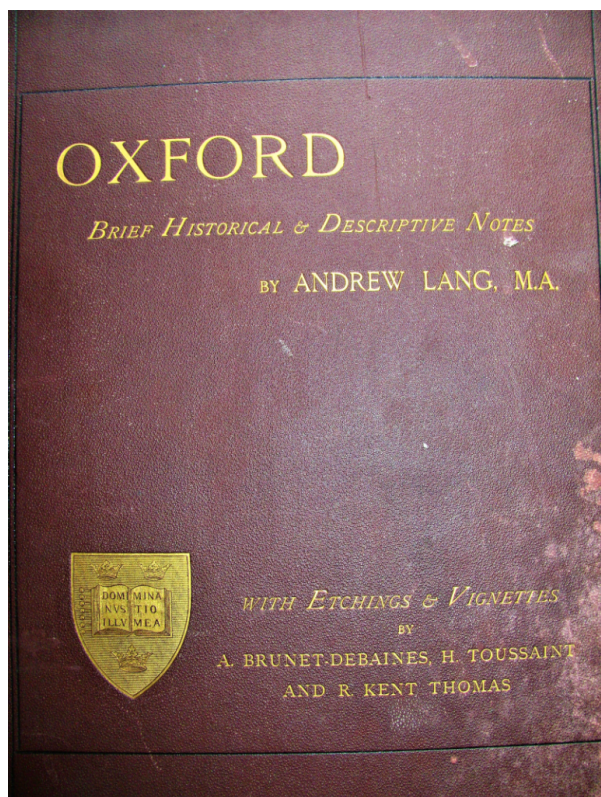 OXFORD
BRIEF HISTORICAL & DESCRIPTIVE NOTES
BY ANDREW LANG, M.A.
DOM MINA
NVS TIO
ILLV MEA
WITH ETCHINGS & VIGNETTES
BY
A. BRUNET-DEBAINES, H. TOUSSAINT
AND R. KENT THOMAS